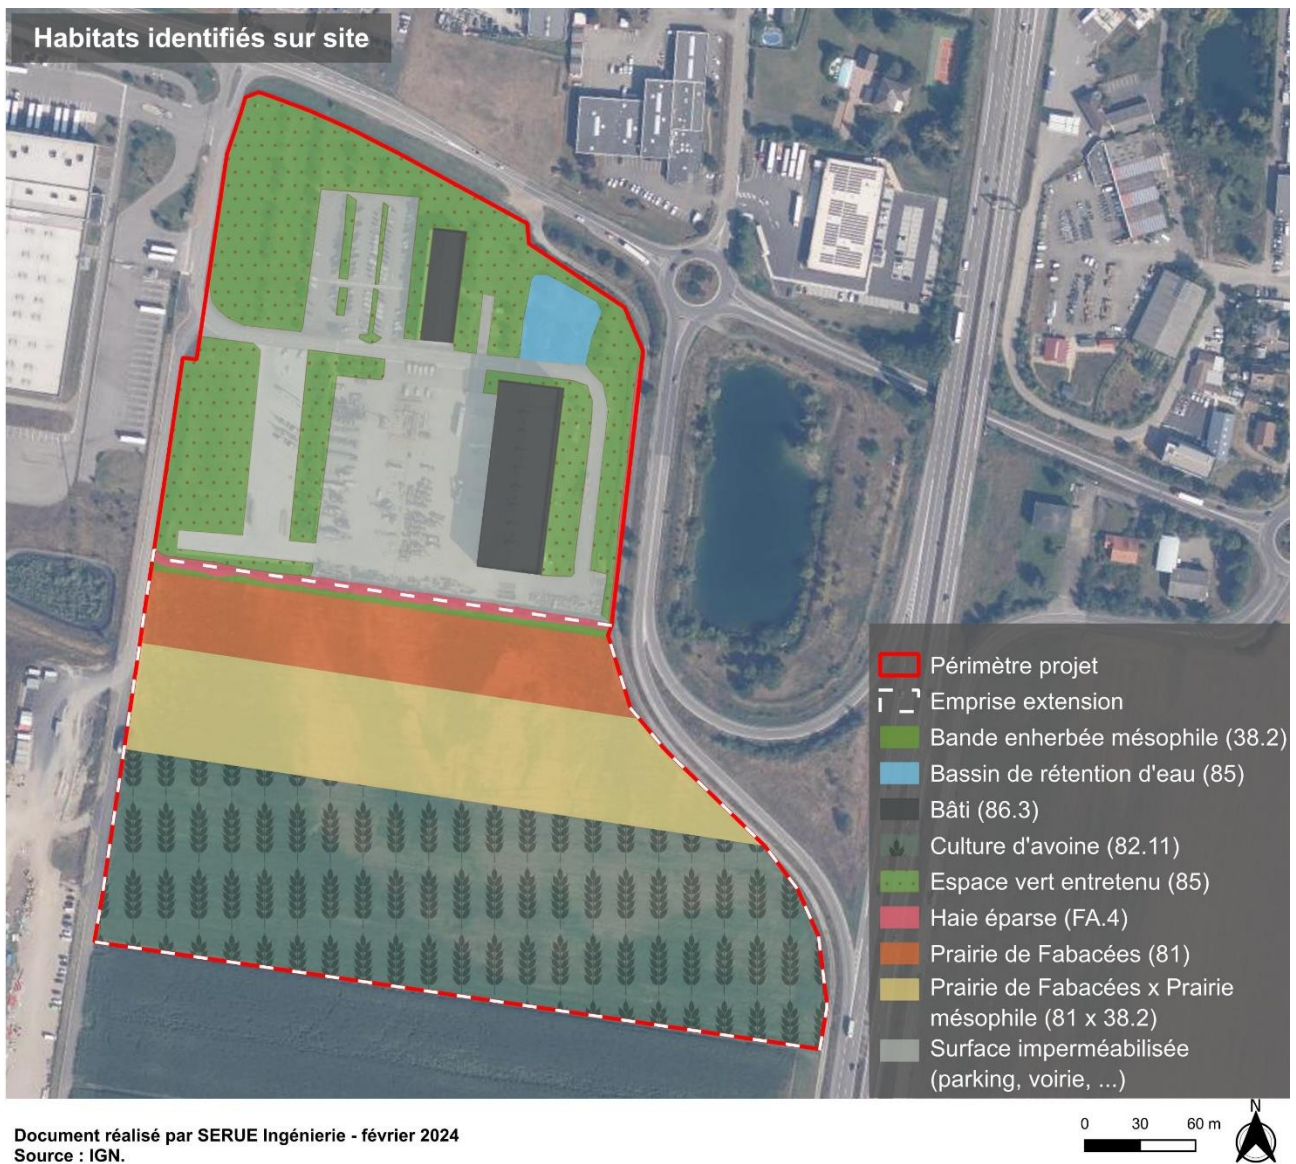 Habitats identifiés sur site
Périmètre projet
Emprise extension
Bande enherbée mésophile (38.2)
Bassin de rétention d'eau (85)
Bâti (86.3)
Culture d'avoine (82.11)
Espace vert entretenu (85)
Haie éparse (FA.4)
Prairie de Fabacées (81)
Prairie de Fabacées x Prairie
mésophile (81 x 38.2)
Surface imperméabilisée
(parking, voirie, ...)
Document réalisé par SERUE Ingénierie - février 2024
Source : IGN.
0 30 60 m
N